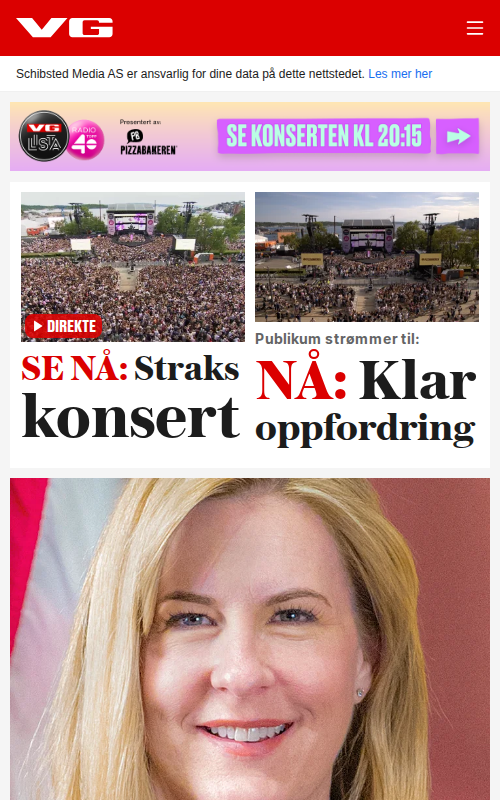 VG
Schibsted Media AS er ansvarlig for dine data på dette nettstedet. Les mer her
VG
LISTA
RADIO
TOPP
40
Presentert av:
PB
PIZZABAKEREN
SE KONSERTEN KL 20:15
DIREKTE
SE NÅ: Straks
konsert
Publikum strømmer til:
NÅ: Klar
oppfordring